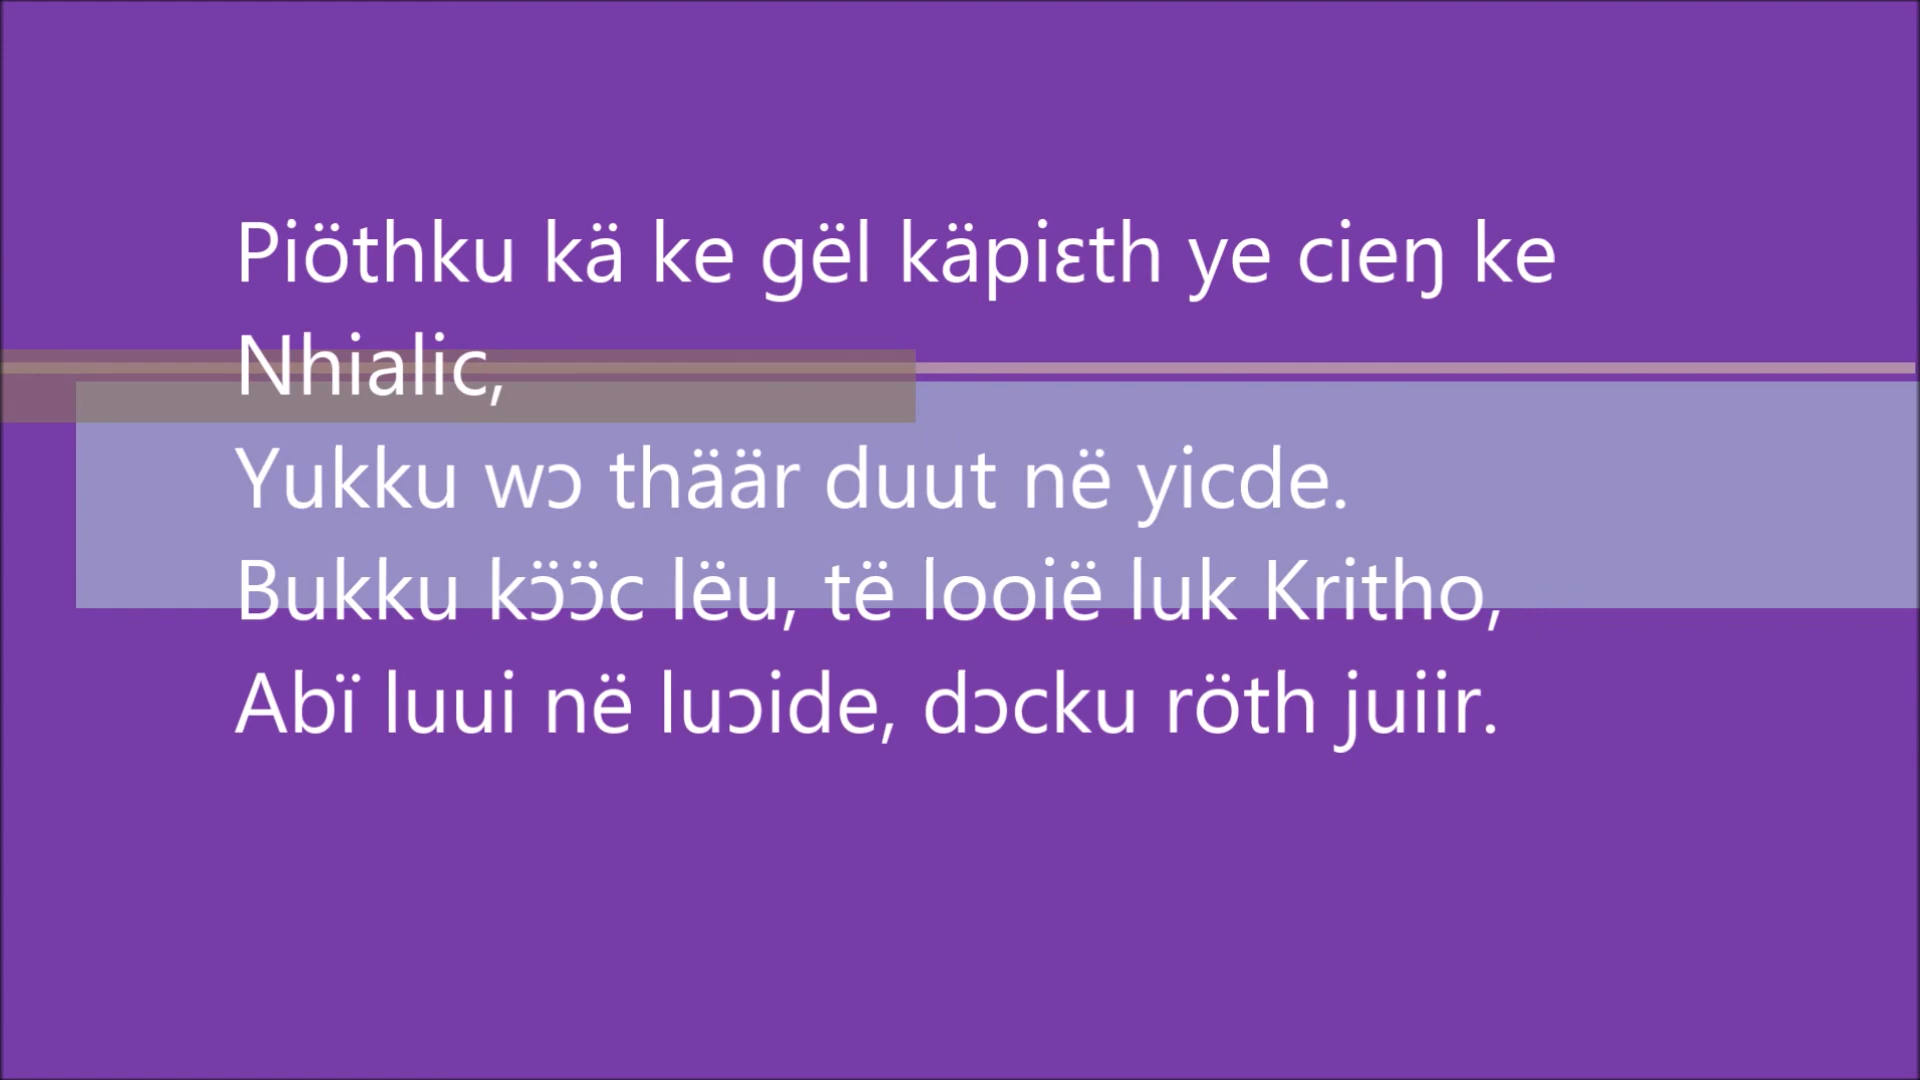 Piöthku kä ke gël käpiɛth ye cieŋ ke
Nhialic,
Yukku wɔ thäär duut në yicde.
Bukku kɔ̈ɔ̈c lëu, të looië luk Kritho,
Abï luui në luɔide, dɔcku röth juiir.